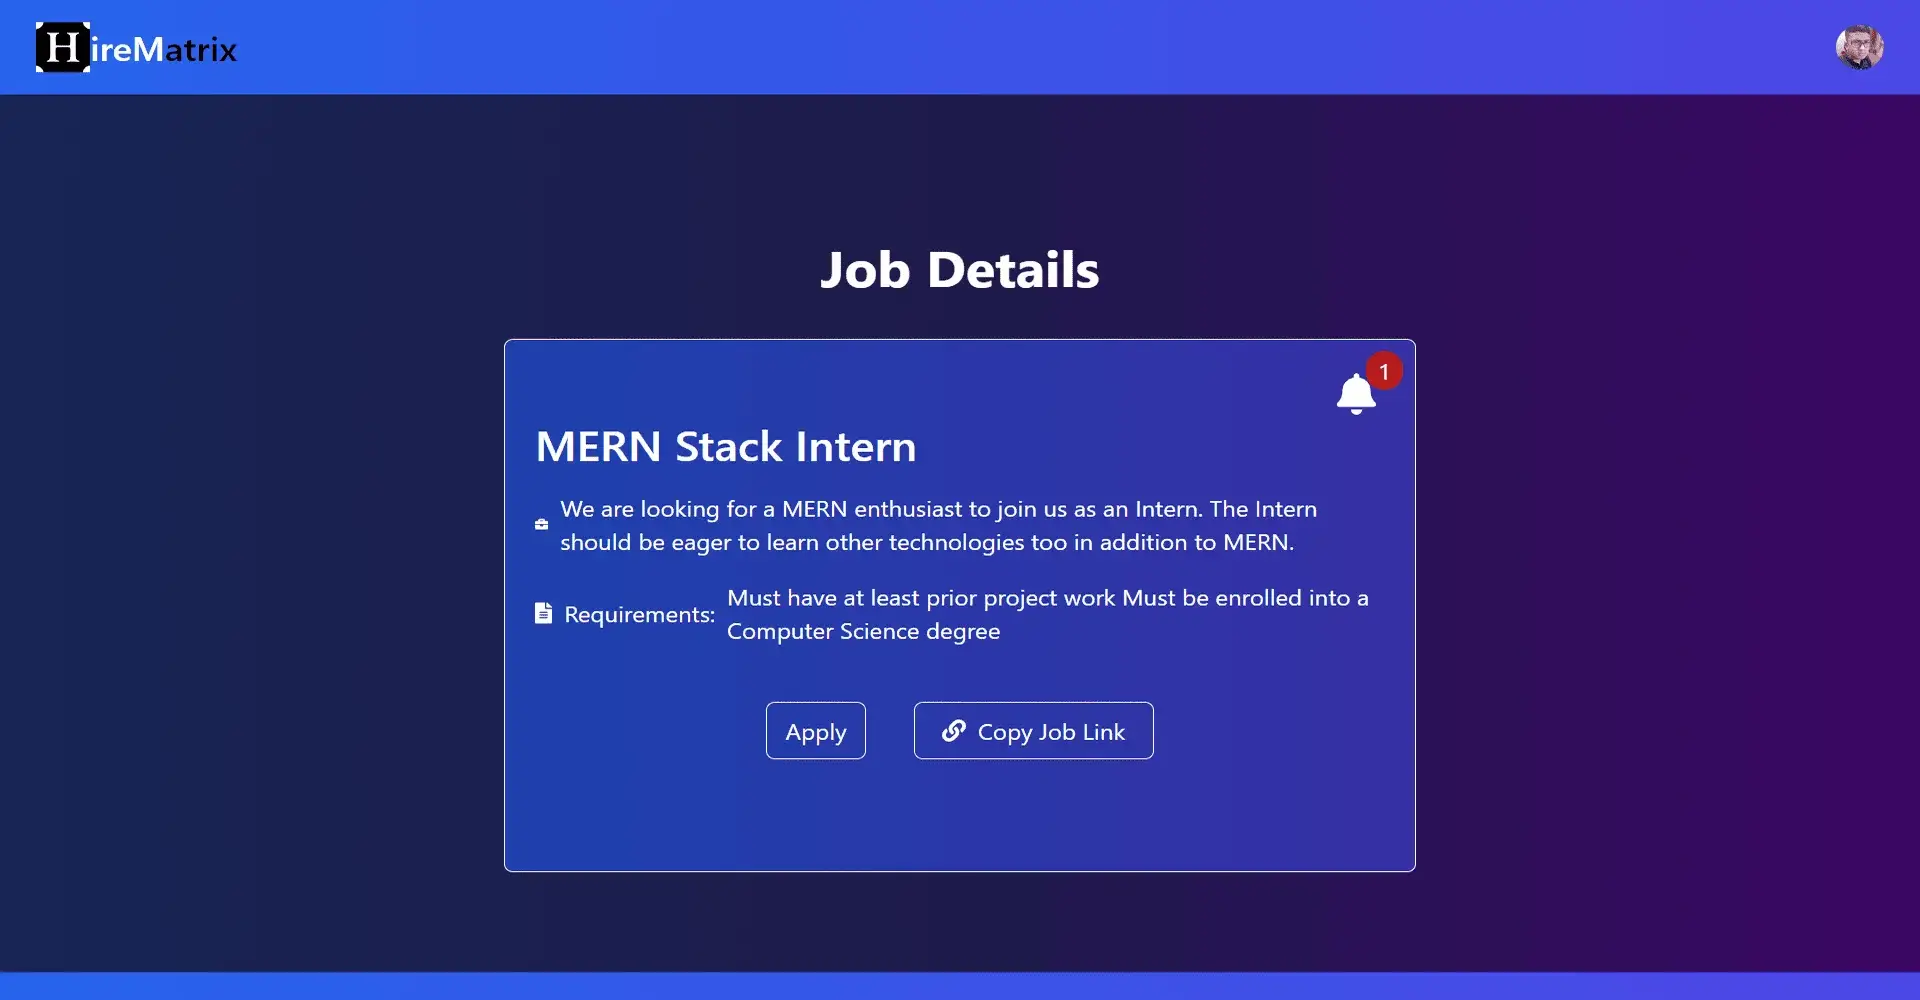 HireMatrix
Job Details
1
MERN Stack Intern
We are looking for a MERN enthusiast to join us as an Intern. The Intern
should be eager to learn other technologies too in addition to MERN.
Requirements:
Must have at least prior project work Must be enrolled into a
Computer Science degree
Apply
Copy Job Link